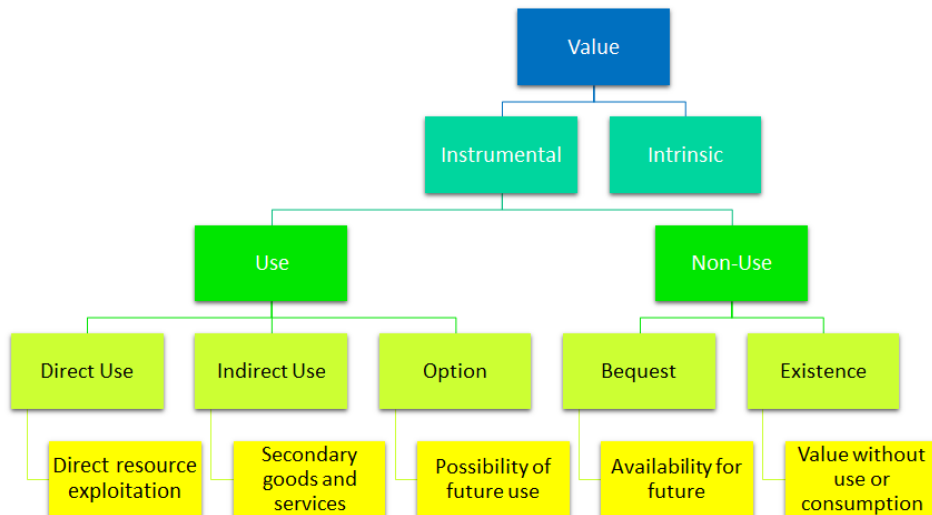 Value
Instrumental
Intrinsic
Use
Non-Use
Direct Use
Indirect Use
Option
Bequest
Existence
Direct resource
exploitation
Secondary
goods and
services
Possibility of
future use
Availability for
future
Value without
use or
consumption